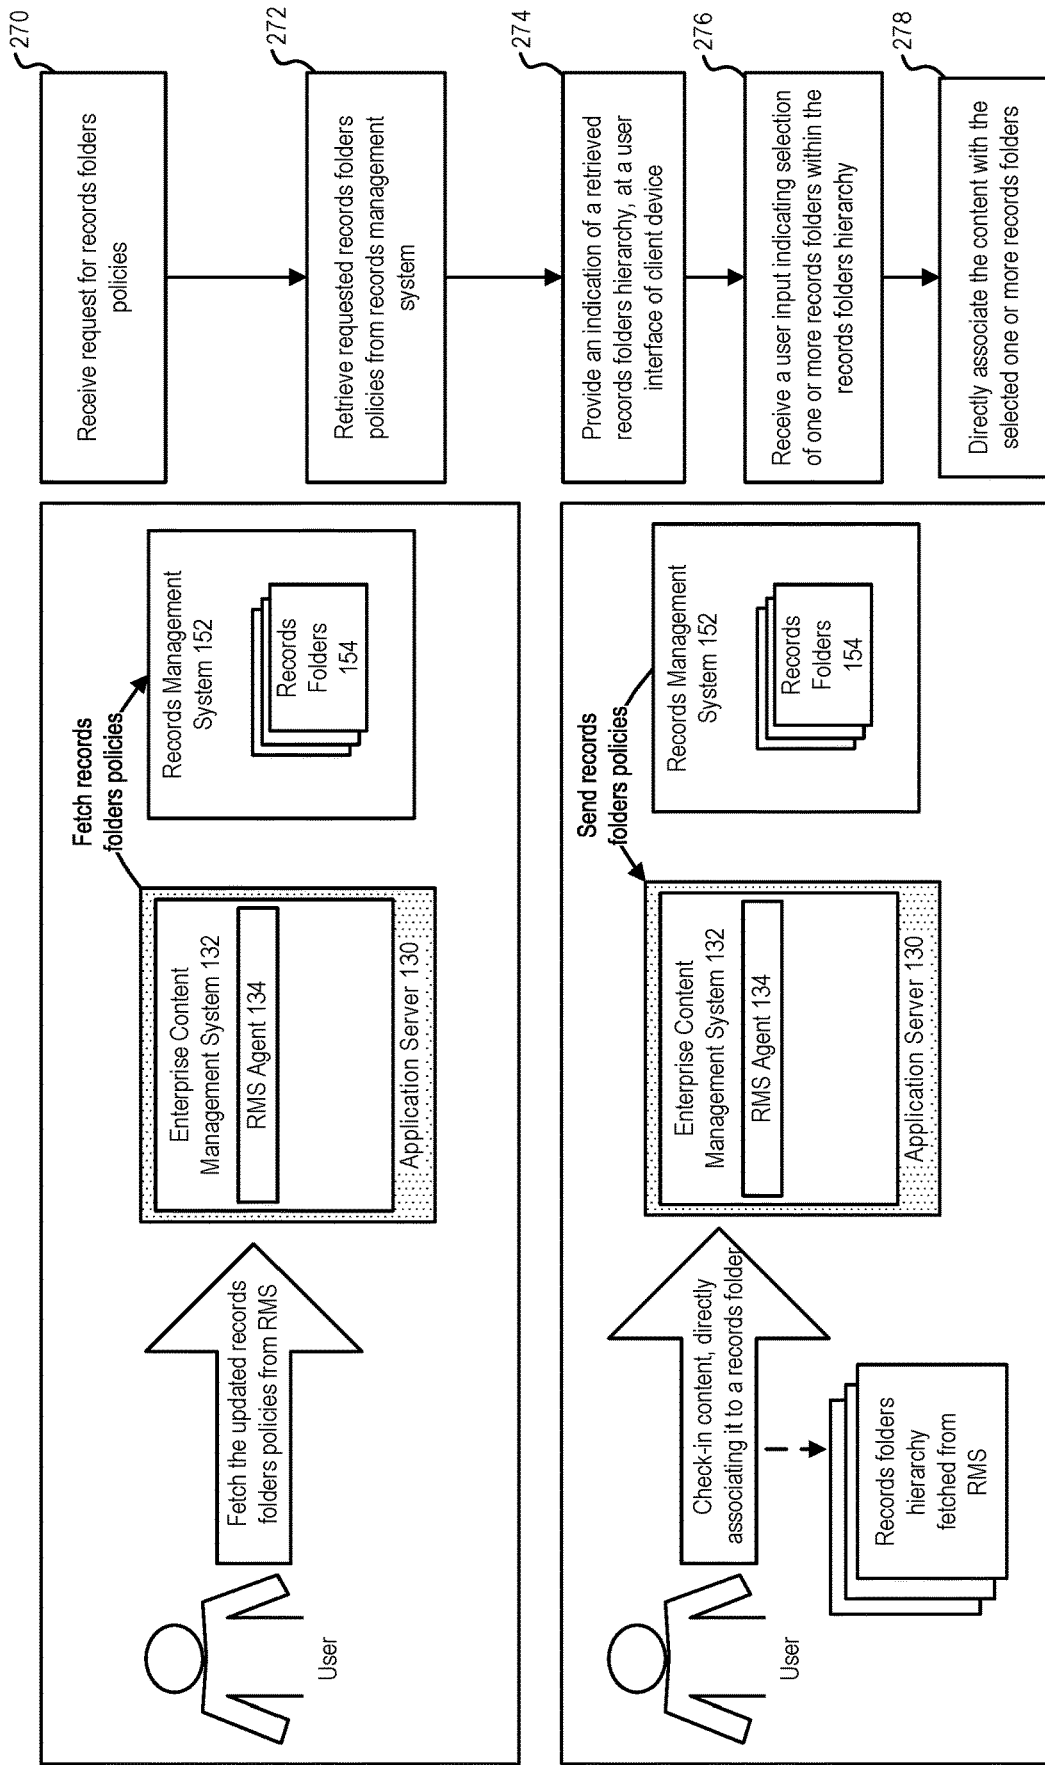 Fetch the updated records
folders policies from RMS
User
Enterprise Content
Management System 132
RMS Agent 134
Application Server 130
Fetch records
folders policies
Records Management
System 152
Records
Folders
154
Receive request for records folders
policies
270
Retrieve requested records folders
policies from records management
system
272
Check-in content, directly
associating it to a records folder
User
Records folders
hierarchy
fetched from
RMS
Enterprise Content
Management System 132
RMS Agent 134
Application Server 130
Send records
folders policies
Records Management
System 152
Records
Folders
154
Provide an indication of a retrieved
records folders hierarchy, at a user
interface of client device
274
Receive a user input indicating selection
of one or more records folders within the
records folders hierarchy
276
Directly associate the content with the
selected one or more records folders
278